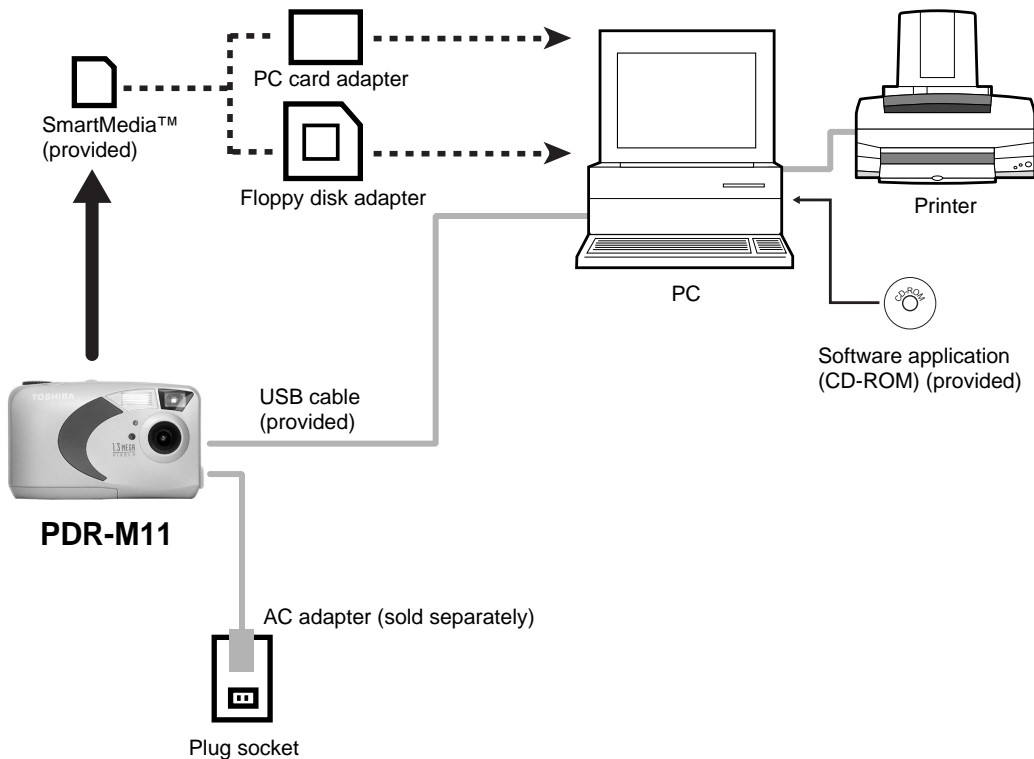 PC card adapter
SmartMedia™
(provided)
Floppy disk adapter
Printer
PC
CD-ROM
Software application
(CD-ROM) (provided)
USB cable
(provided)
TOSHIBA
1.3 MEGA
PIXELS
PDR-M11
AC adapter (sold separately)
Plug socket